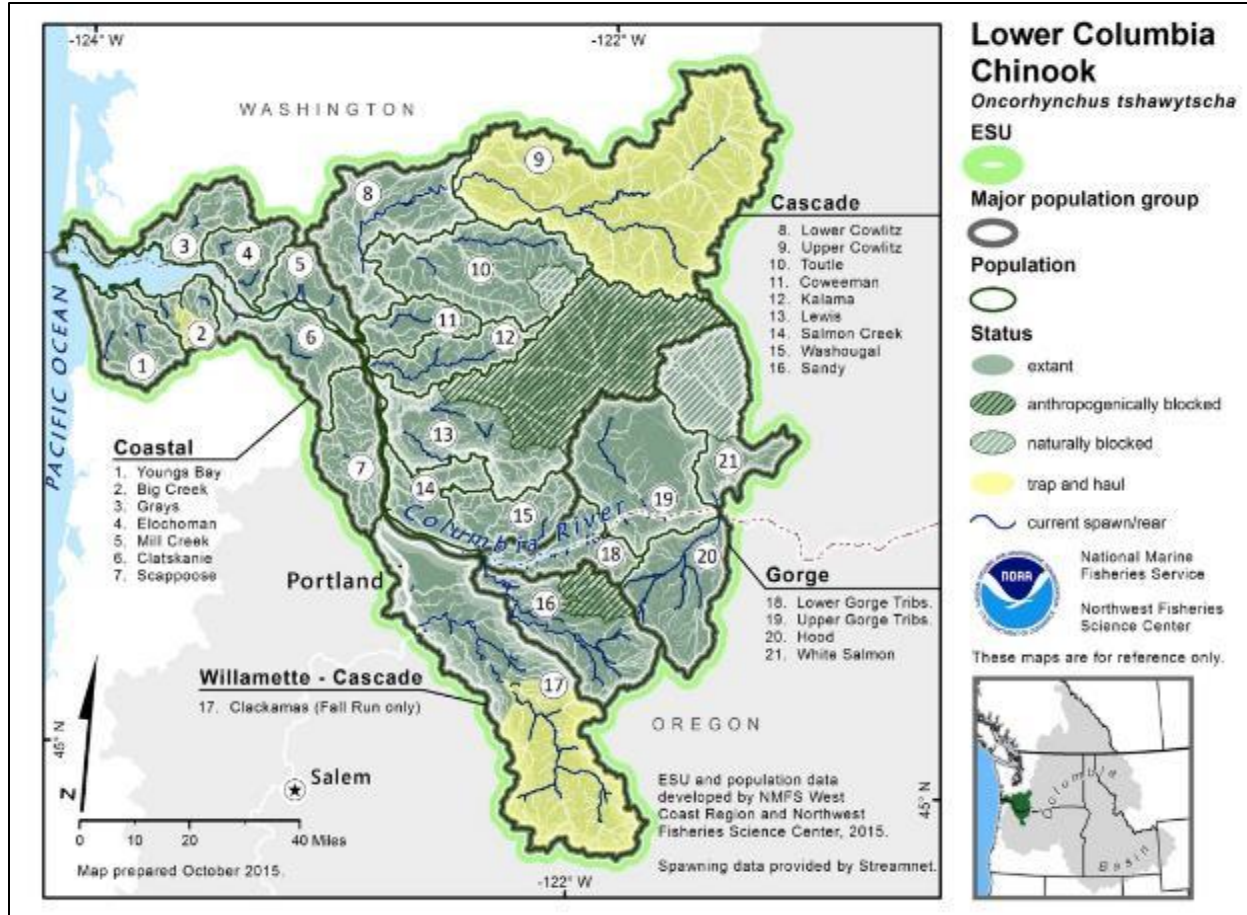 -124° W
-122° W
WASHINGTON
PACIFIC OCEAN
Coastal
1. Youngs Bay
2. Big Creek
3. Grays
4. Elochoman
5. Mill Creek
6. Clatskanie
7. Scappoose
Cascade
8. Lower Cowlitz
9. Upper Cowlitz
10. Toutle
11. Coweeman
12. Kalama
13. Lewis
14. Salmon Creek
15. Washougal
16. Sandy
Columbia River
Portland
Gorge
18. Lower Gorge Tribs.
19. Upper Gorge Tribs.
20. Hood
21. White Salmon
Willamette - Cascade
17. Clackamas (Fall Run only)
OREGON
Salem
45° N
45° N
N
0 10 20 40 Miles
Map prepared October 2015.
ESU and population data
developed by NMFS West
Coast Region and Northwest
Fisheries Science Center, 2015.
Spawning data provided by Streamnet.
-122° W
1
2
3
4
5
6
7
8
9
10
11
12
13
14
15
16
17
18
19
20
21
Lower Columbia
Chinook
Oncorhynchus tshawytscha
ESU
Major population group
Population
Status
extant
anthropogenically blocked
naturally blocked
trap and haul
current spawn/rear
NOAA
National Marine
Fisheries Service
Northwest Fisheries
Science Center
These maps are for reference only.
Columbia
Basin